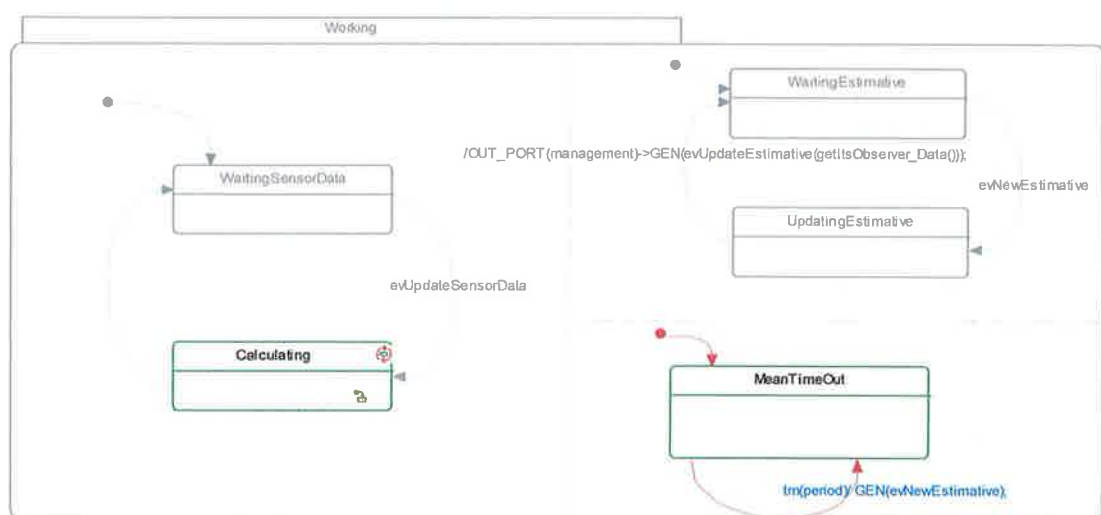 Working
WaitingEstimative
/OUT_PORT(management)->GEN(evUpdateEstimative(getItsObserver_Data()));
WaitingSensorData
evNewEstimative
UpdatingEstimative
evUpdateSensorData
Calculating
MeanTimeOut
tm(period)/ GEN(evNewEstimative);